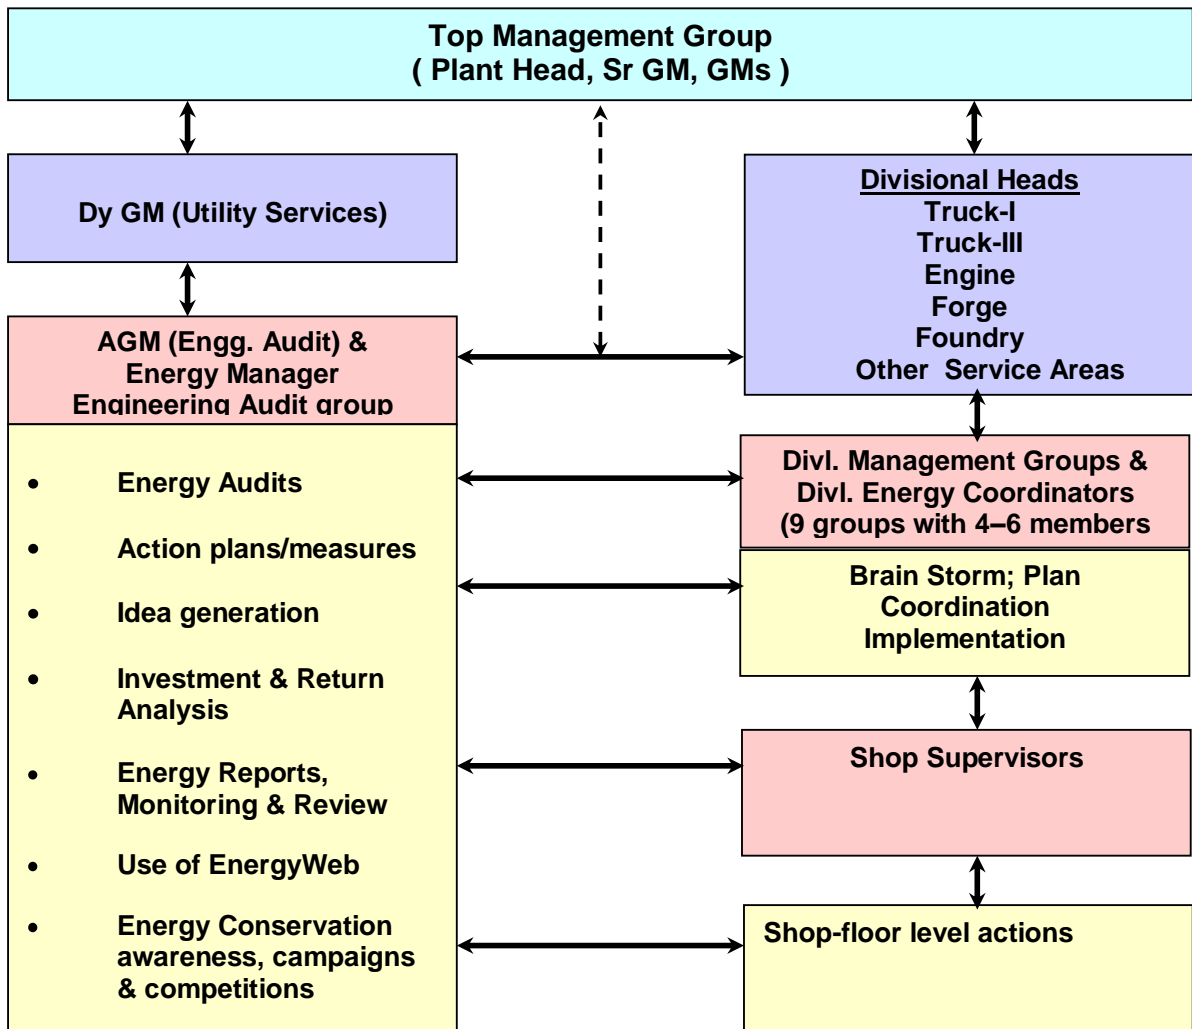 Top Management Group
( Plant Head, Sr GM, GMs )
Dy GM (Utility Services)
Divisional Heads
Truck-I
Truck-III
Engine
Forge
Foundry
Other Service Areas
AGM (Engg. Audit) &
Energy Manager
Engineering Audit group
• Energy Audits
• Action plans/measures
• Idea generation
• Investment & Return
Analysis
• Energy Reports,
Monitoring & Review
• Use of EnergyWeb
• Energy Conservation
awareness, campaigns
& competitions
Divl. Management Groups &
Divl. Energy Coordinators
(9 groups with 4–6 members
Brain Storm; Plan
Coordination
Implementation
Shop Supervisors
Shop-floor level actions